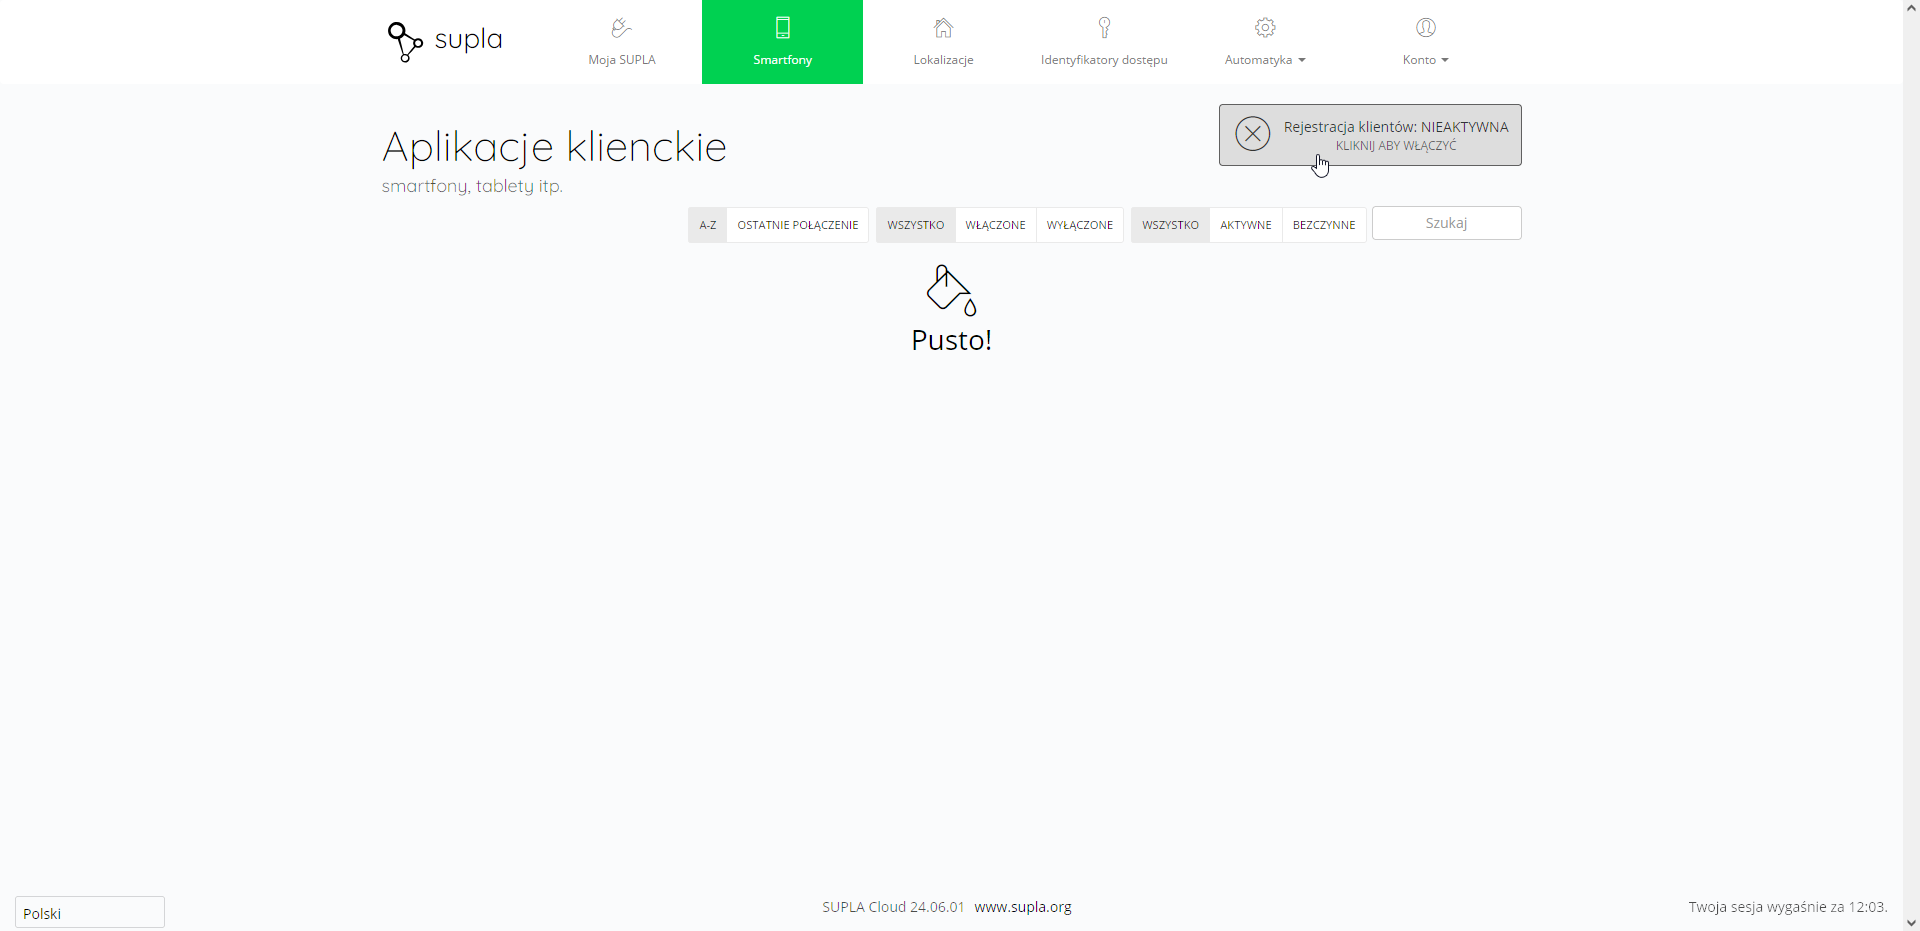 supla
Moja SUPLA
Smartfony
Lokalizacje
Identyfikatory dostępu
Automatyka
Konto
Aplikacje klienckie
smartfony, tablety itp.
Rejestracja klientów: NIEAKTYWNA
KLIKNIJ ABY WŁĄCZYĆ
A-Z OSTATNIE POŁĄCZENIE WSZYSTKO WŁĄCZONE WYŁĄCZONE WSZYSTKO AKTYWNE BEZCZYNNE Szukaj
Pusto!
Polski
SUPLA Cloud 24.06.01 www.supla.org
Twoja sesja wygaśnie za 12:03.